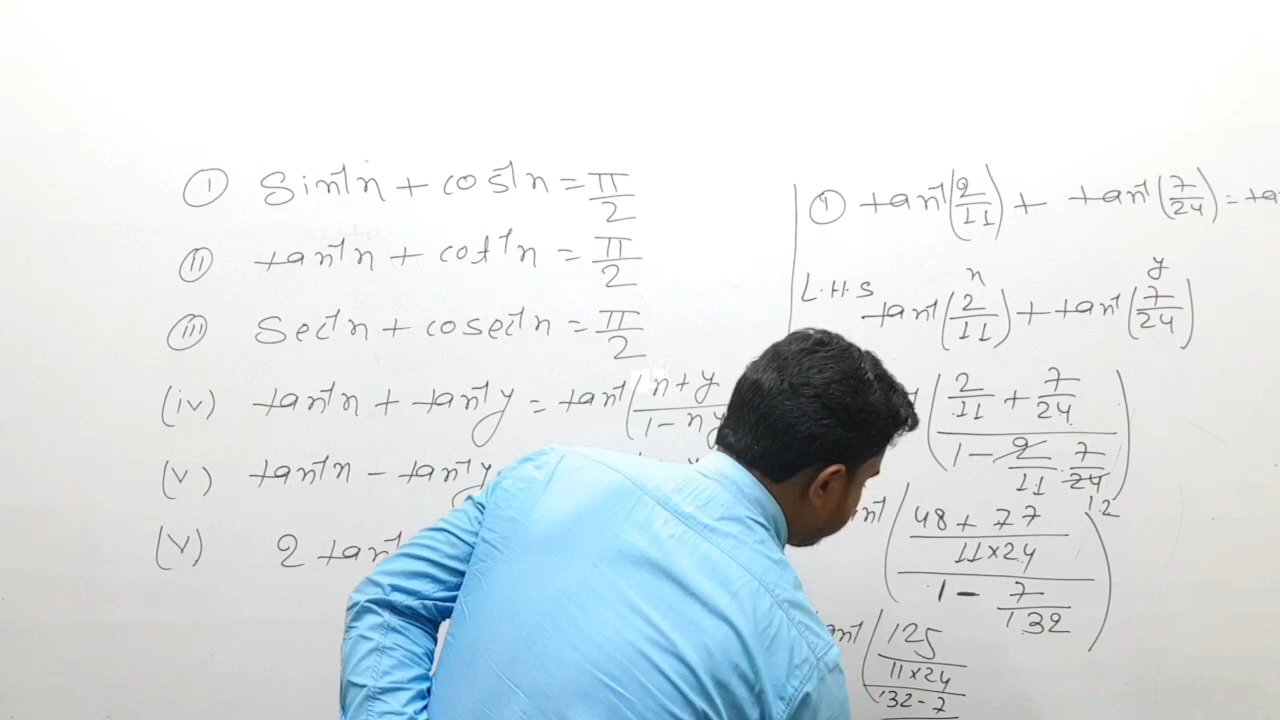 ① sin⁻¹x + cos⁻¹x = π/2
(ii) tan⁻¹x + cot⁻¹x = π/2
(iii) sec⁻¹x + cosec⁻¹x = π/2
(iv) tan⁻¹x + tan⁻¹y = tan⁻¹(x + y / 1 - xy
(v) tan⁻¹x - tan⁻¹y
(v) 2 tan⁻¹
① tan⁻¹(2/11) + tan⁻¹(7/24) = ta
x y
L.H.S tan⁻¹(2/11) + tan⁻¹(7/24)
(2/11 + 7/24 / 1 - 2/11 · 7/24)
12
(48 + 77 / 11×24 / 1 - 7/132)
(125 / 11×24 / 132 - 7